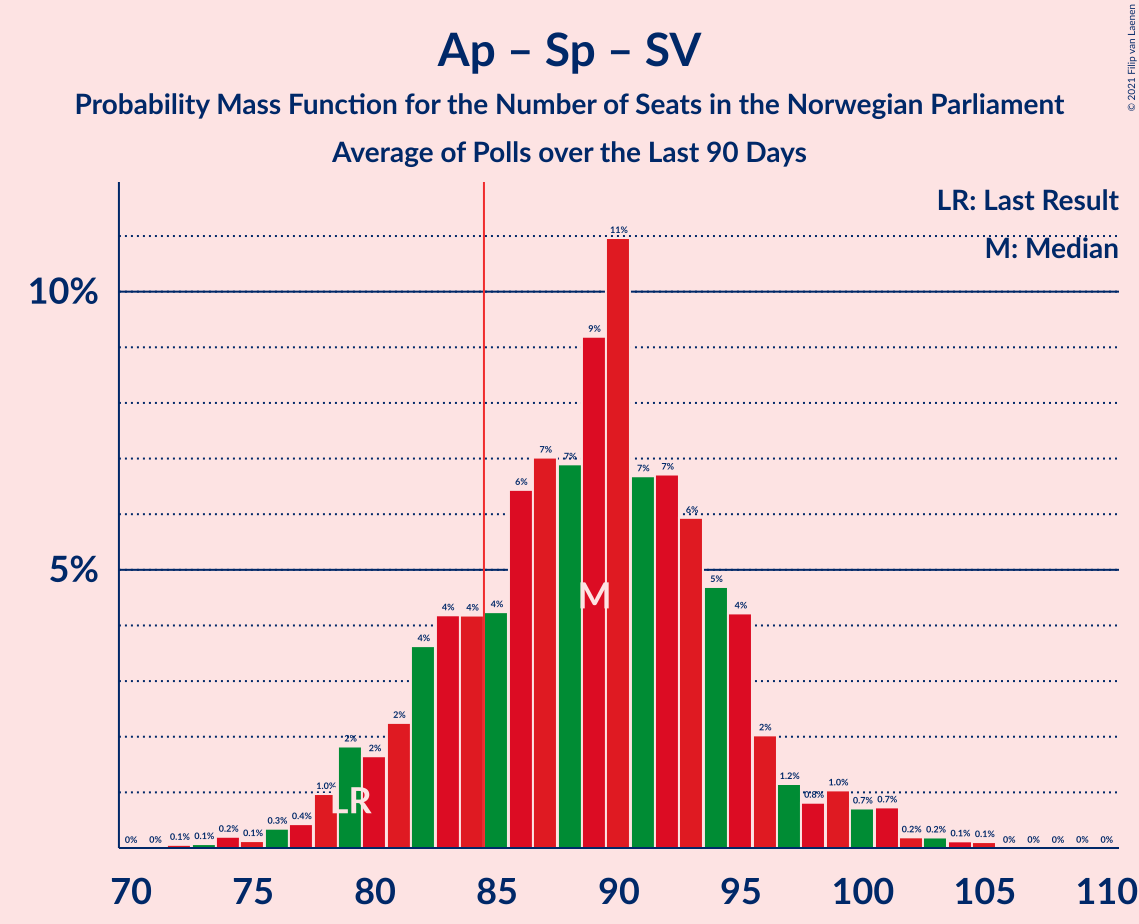 Ap – Sp – SV
Probability Mass Function for the Number of Seats in the Norwegian Parliament
Average of Polls over the Last 90 Days
© 2021 Filip van Laenen
LR: Last Result
M: Median
10%
5%
0% 0% 0.1% 0.1% 0.2% 0.1% 0.3% 0.4% 1.0% 2% 2% 2% 4% 4% 4% 4% 6% 7% 7% 9% 11% 7% 7% 6% 5% 4% 2% 1.2% 0.8% 1.0% 0.7% 0.7% 0.2% 0.2% 0.1% 0.1% 0% 0% 0% 0% 0%
M
LR
70 75 80 85 90 95 100 105 110